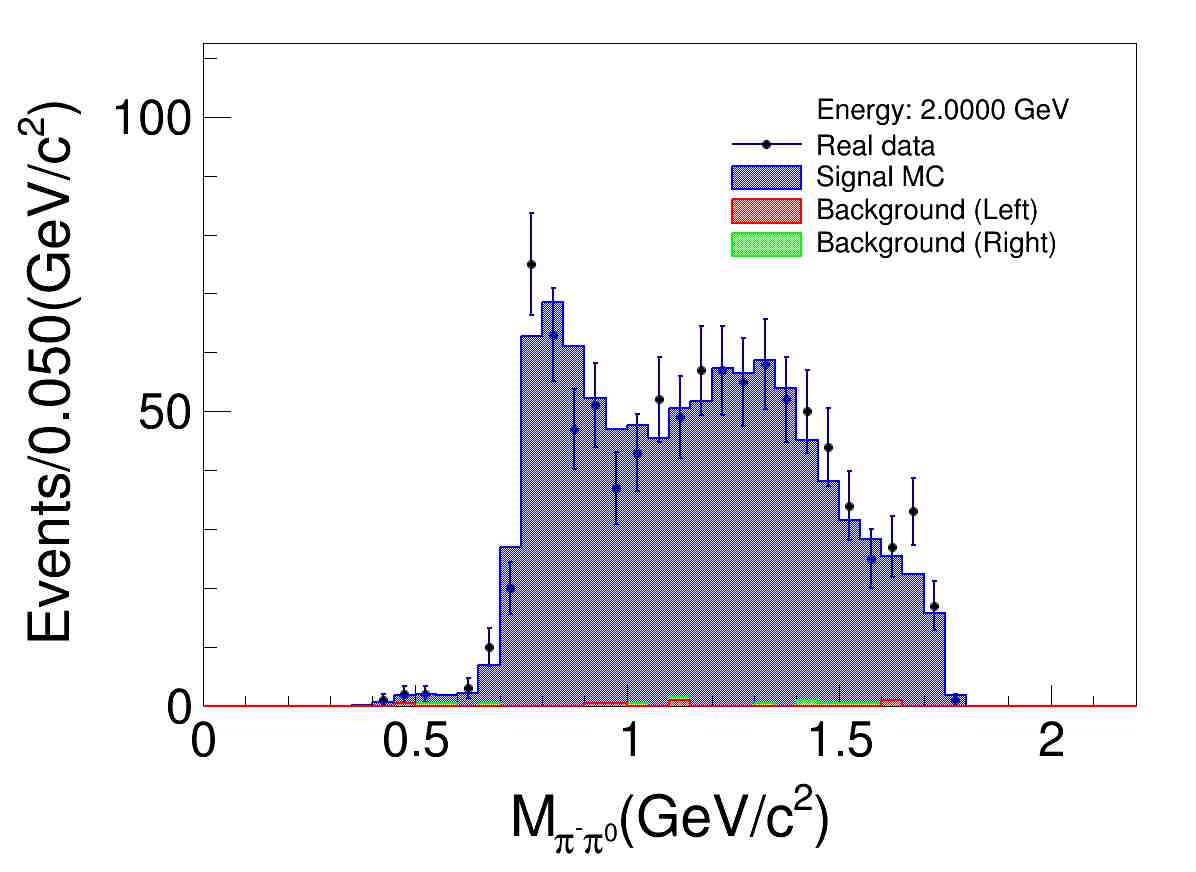 Events/0.050(GeV/c²)
100
50
0
Energy: 2.0000 GeV
Real data
Signal MC
Background (Left)
Background (Right)
0 0.5 1 1.5 2
M_π⁻π⁰(GeV/c²)